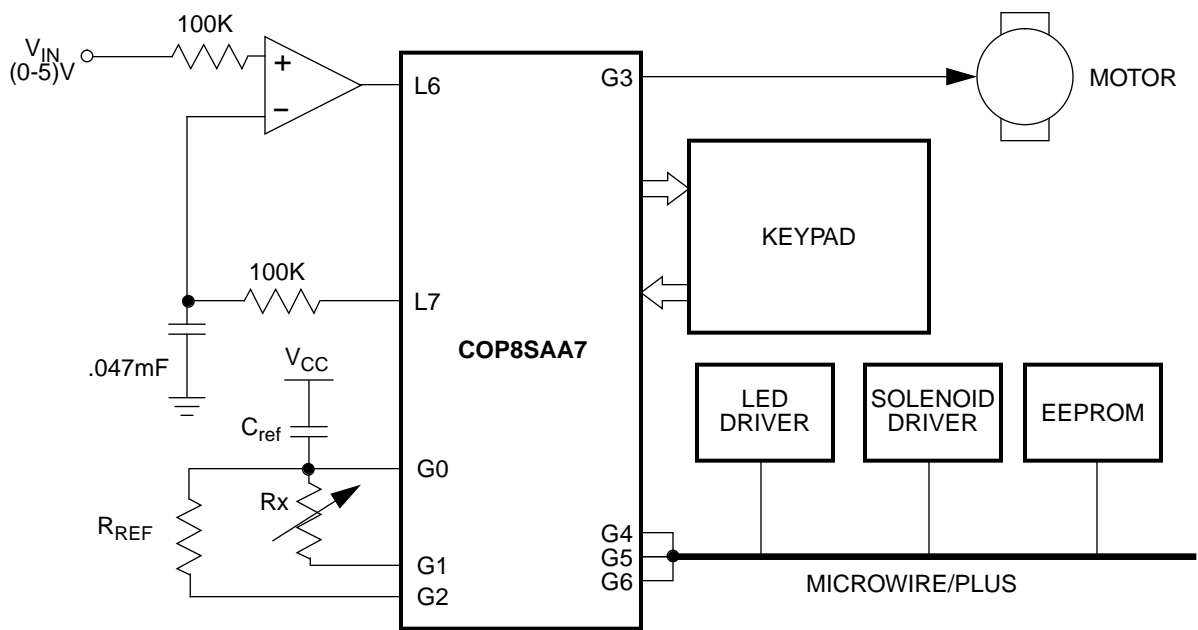 100K
V_IN
(0-5)V
+
−
L6
G3
MOTOR
KEYPAD
100K
L7
COP8SAA7
.047mF
V_CC
C_ref
LED
DRIVER
SOLENOID
DRIVER
EEPROM
G0
Rx
R_REF
G4
G5
G6
G1
G2
MICROWIRE/PLUS